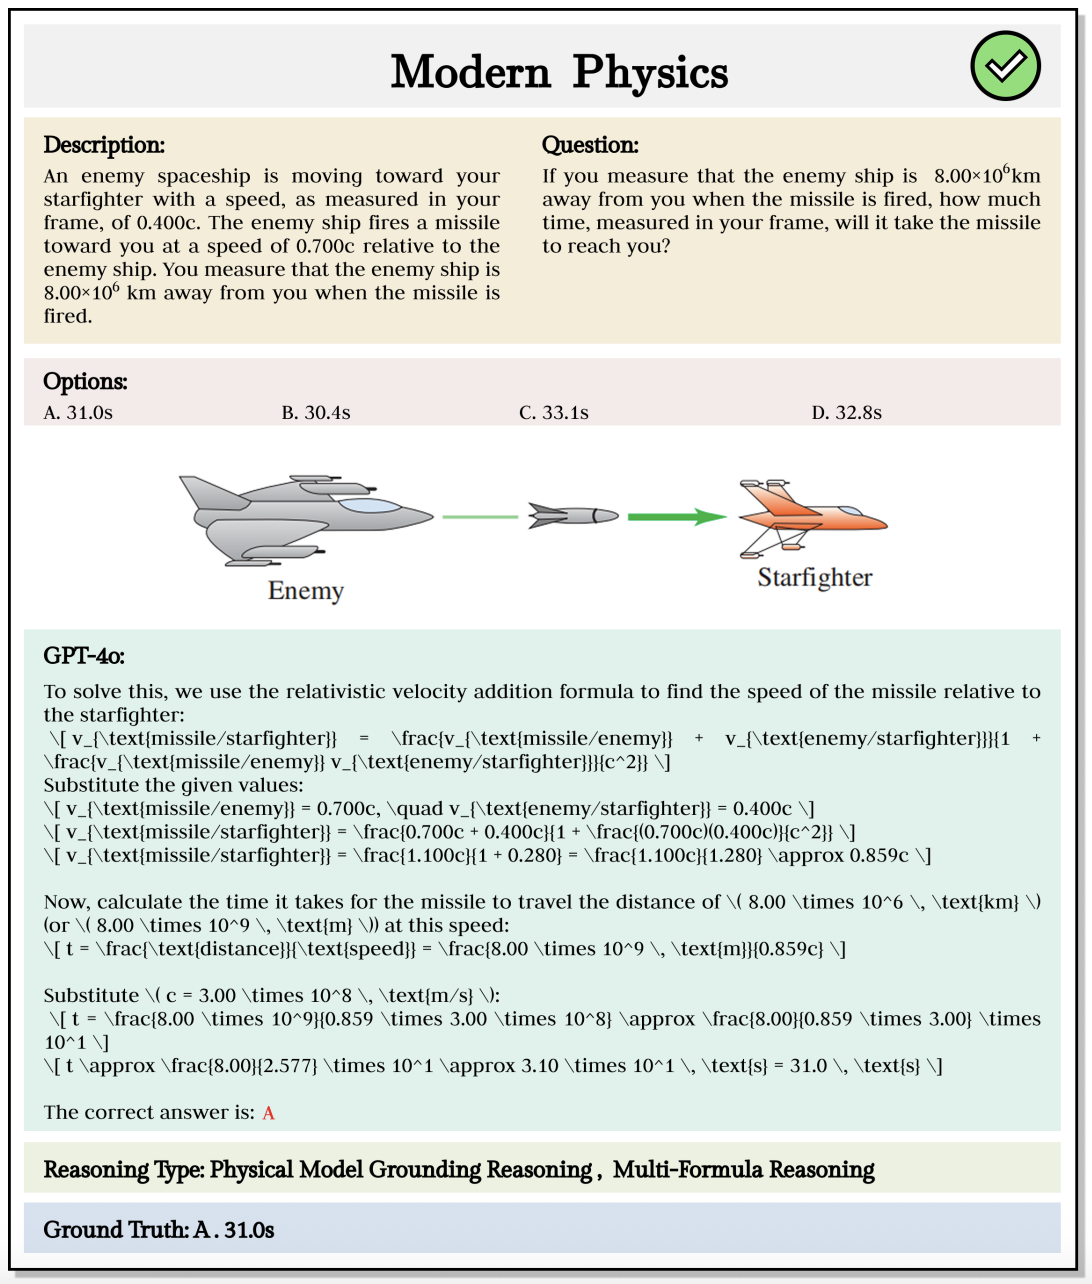 Modern Physics
Description:
An enemy spaceship is moving toward your
starfighter with a speed, as measured in your
frame, of 0.400c. The enemy ship fires a missile
toward you at a speed of 0.700c relative to the
enemy ship. You measure that the enemy ship is
8.00×10⁶ km away from you when the missile is
fired.
Question:
If you measure that the enemy ship is 8.00×10⁶km
away from you when the missile is fired, how much
time, measured in your frame, will it take the missile
to reach you?
Options:
A. 31.0s B. 30.4s C. 33.1s D. 32.8s
Enemy
Starfighter
GPT-4o:
To solve this, we use the relativistic velocity addition formula to find the speed of the missile relative to
the starfighter:
\[ v_{\text{missile/starfighter}} = \frac{v_{\text{missile/enemy}} + v_{\text{enemy/starfighter}}}{1 +
\frac{v_{\text{missile/enemy}} v_{\text{enemy/starfighter}}}{c^2}} \]
Substitute the given values:
\[ v_{\text{missile/enemy}} = 0.700c, \quad v_{\text{enemy/starfighter}} = 0.400c \]
\[ v_{\text{missile/starfighter}} = \frac{0.700c + 0.400c}{1 + \frac{(0.700c)(0.400c)}{c^2}} \]
\[ v_{\text{missile/starfighter}} = \frac{1.100c}{1 + 0.280} = \frac{1.100c}{1.280} \approx 0.859c \]
Now, calculate the time it takes for the missile to travel the distance of \( 8.00 \times 10^6 \, \text{km} \)
(or \( 8.00 \times 10^9 \, \text{m} \)) at this speed:
\[ t = \frac{\text{distance}}{\text{speed}} = \frac{8.00 \times 10^9 \, \text{m}}{0.859c} \]
Substitute \( c = 3.00 \times 10^8 \, \text{m/s} \):
\[ t = \frac{8.00 \times 10^9}{0.859 \times 3.00 \times 10^8} \approx \frac{8.00}{0.859 \times 3.00} \times
10^1 \]
\[ t \approx \frac{8.00}{2.577} \times 10^1 \approx 3.10 \times 10^1 \, \text{s} = 31.0 \, \text{s} \]
The correct answer is: A
Reasoning Type: Physical Model Grounding Reasoning , Multi-Formula Reasoning
Ground Truth: A . 31.0s